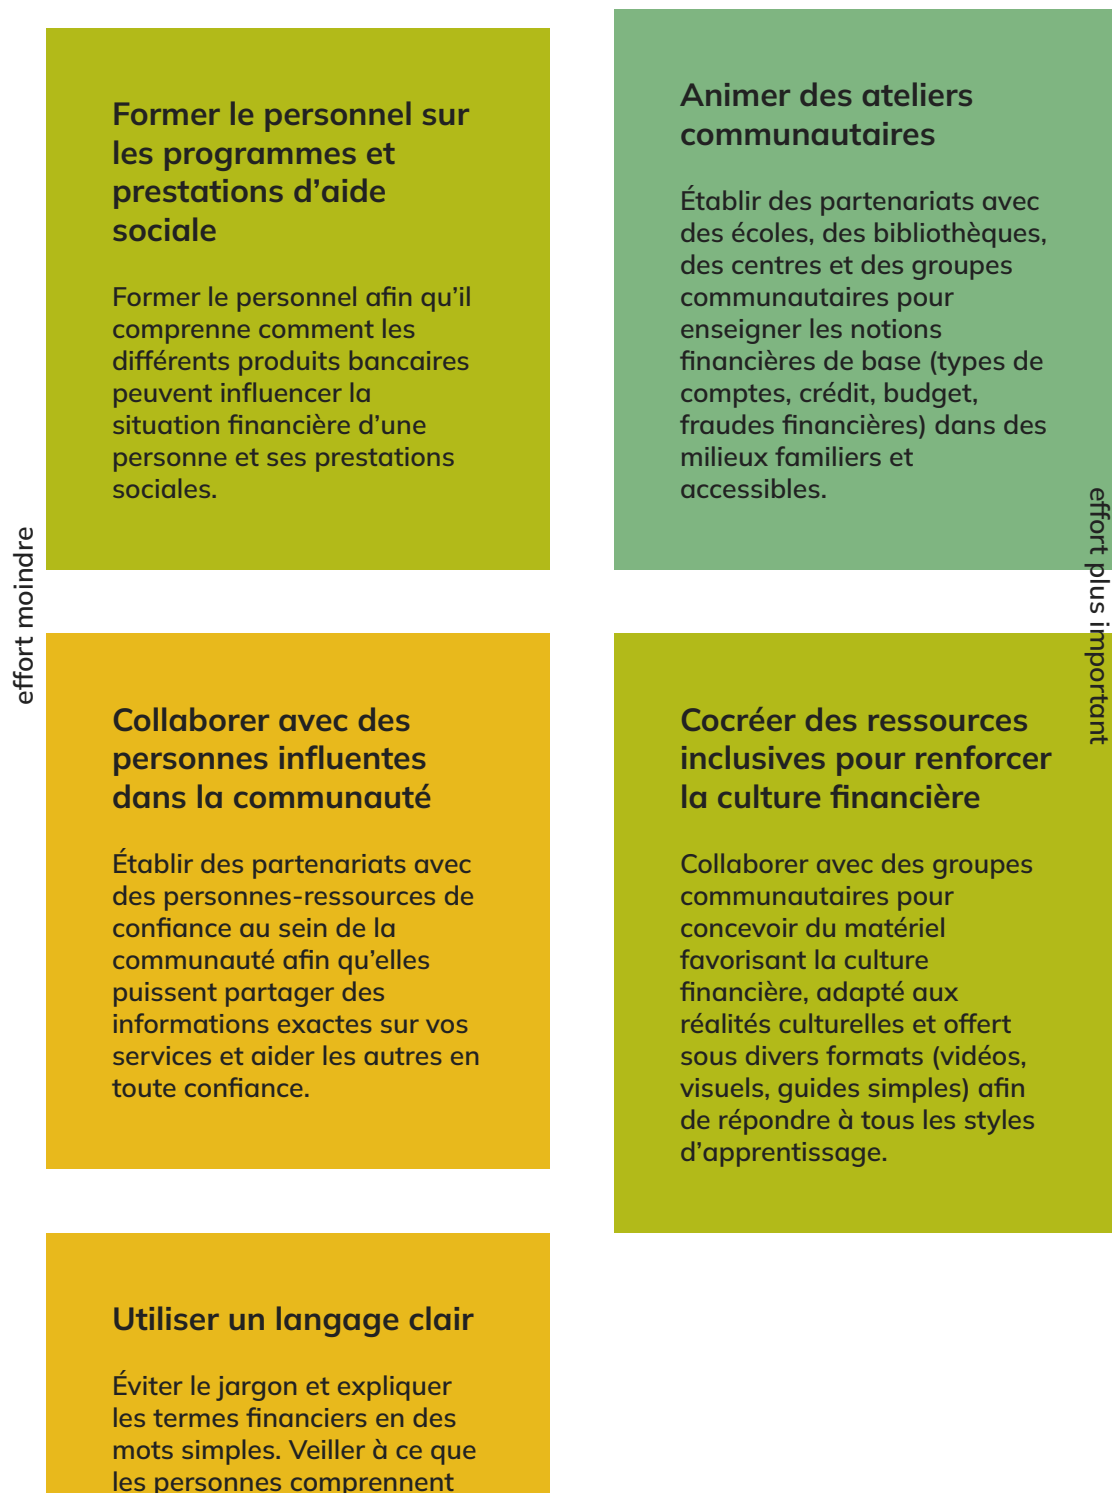 effort moindre
Former le personnel sur
les programmes et
prestations d’aide
sociale
Former le personnel afin qu’il
comprenne comment les
différents produits bancaires
peuvent influencer la
situation financière d’une
personne et ses prestations
sociales.
Animer des ateliers
communautaires
Établir des partenariats avec
des écoles, des bibliothèques,
des centres et des groupes
communautaires pour
enseigner les notions
financières de base (types de
comptes, crédit, budget,
fraudes financières) dans des
milieux familiers et
accessibles.
effort plus important
Collaborer avec des
personnes influentes
dans la communauté
Établir des partenariats avec
des personnes-ressources de
confiance au sein de la
communauté afin qu’elles
puissent partager des
informations exactes sur vos
services et aider les autres en
toute confiance.
Cocréer des ressources
inclusives pour renforcer
la culture financière
Collaborer avec des groupes
communautaires pour
concevoir du matériel
favorisant la culture
financière, adapté aux
réalités culturelles et offert
sous divers formats (vidéos,
visuels, guides simples) afin
de répondre à tous les styles
d’apprentissage.
Utiliser un langage clair
Éviter le jargon et expliquer
les termes financiers en des
mots simples. Veiller à ce que
les personnes comprennent